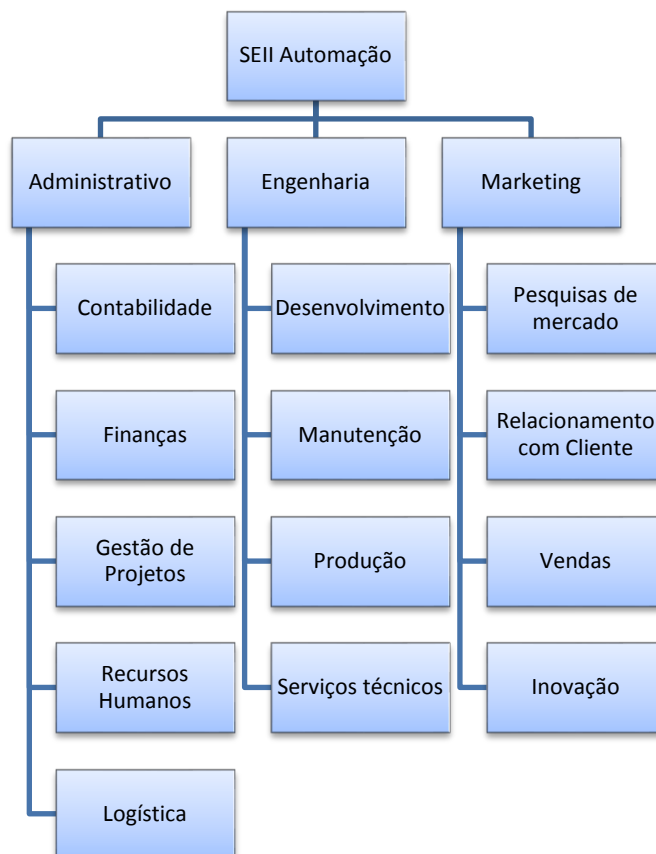 SEII Automação
Administrativo
Engenharia
Marketing
Contabilidade
Desenvolvimento
Pesquisas de
mercado
Finanças
Manutenção
Relacionamento
com Cliente
Gestão de
Projetos
Produção
Vendas
Recursos
Humanos
Serviços técnicos
Inovação
Logística